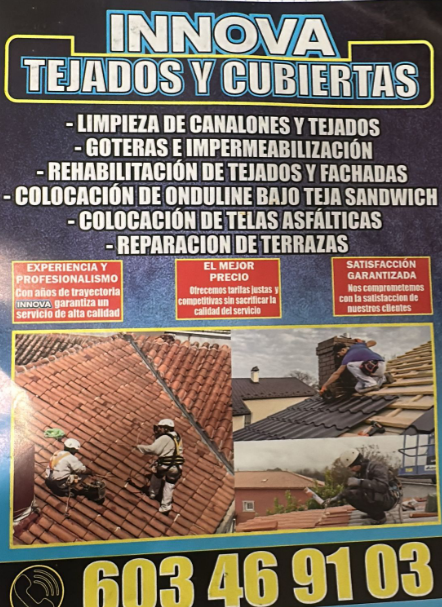 INNOVA
TEJADOS Y CUBIERTAS
- LIMPIEZA DE CANALONES Y TEJADOS
- GOTERAS E IMPERMEABILIZACIÓN
- REHABILITACIÓN DE TEJADOS Y FACHADAS
- COLOCACIÓN DE ONDULINE BAJO TEJA SANDWICH
- COLOCACIÓN DE TELAS ASFÁLTICAS
- REPARACION DE TERRAZAS
EXPERIENCIA Y
PROFESIONALISMO
Con años de trayectoria
INNOVA garantiza un
servicio de alta calidad
EL MEJOR
PRECIO
Ofrecemos tarifas justas y
competitivas sin sacrificar la
calidad del servicio
SATISFACCIÓN
GARANTIZADA
Nos comprometemos
con la satisfaccion de
nuestros clientes
603 46 91 03